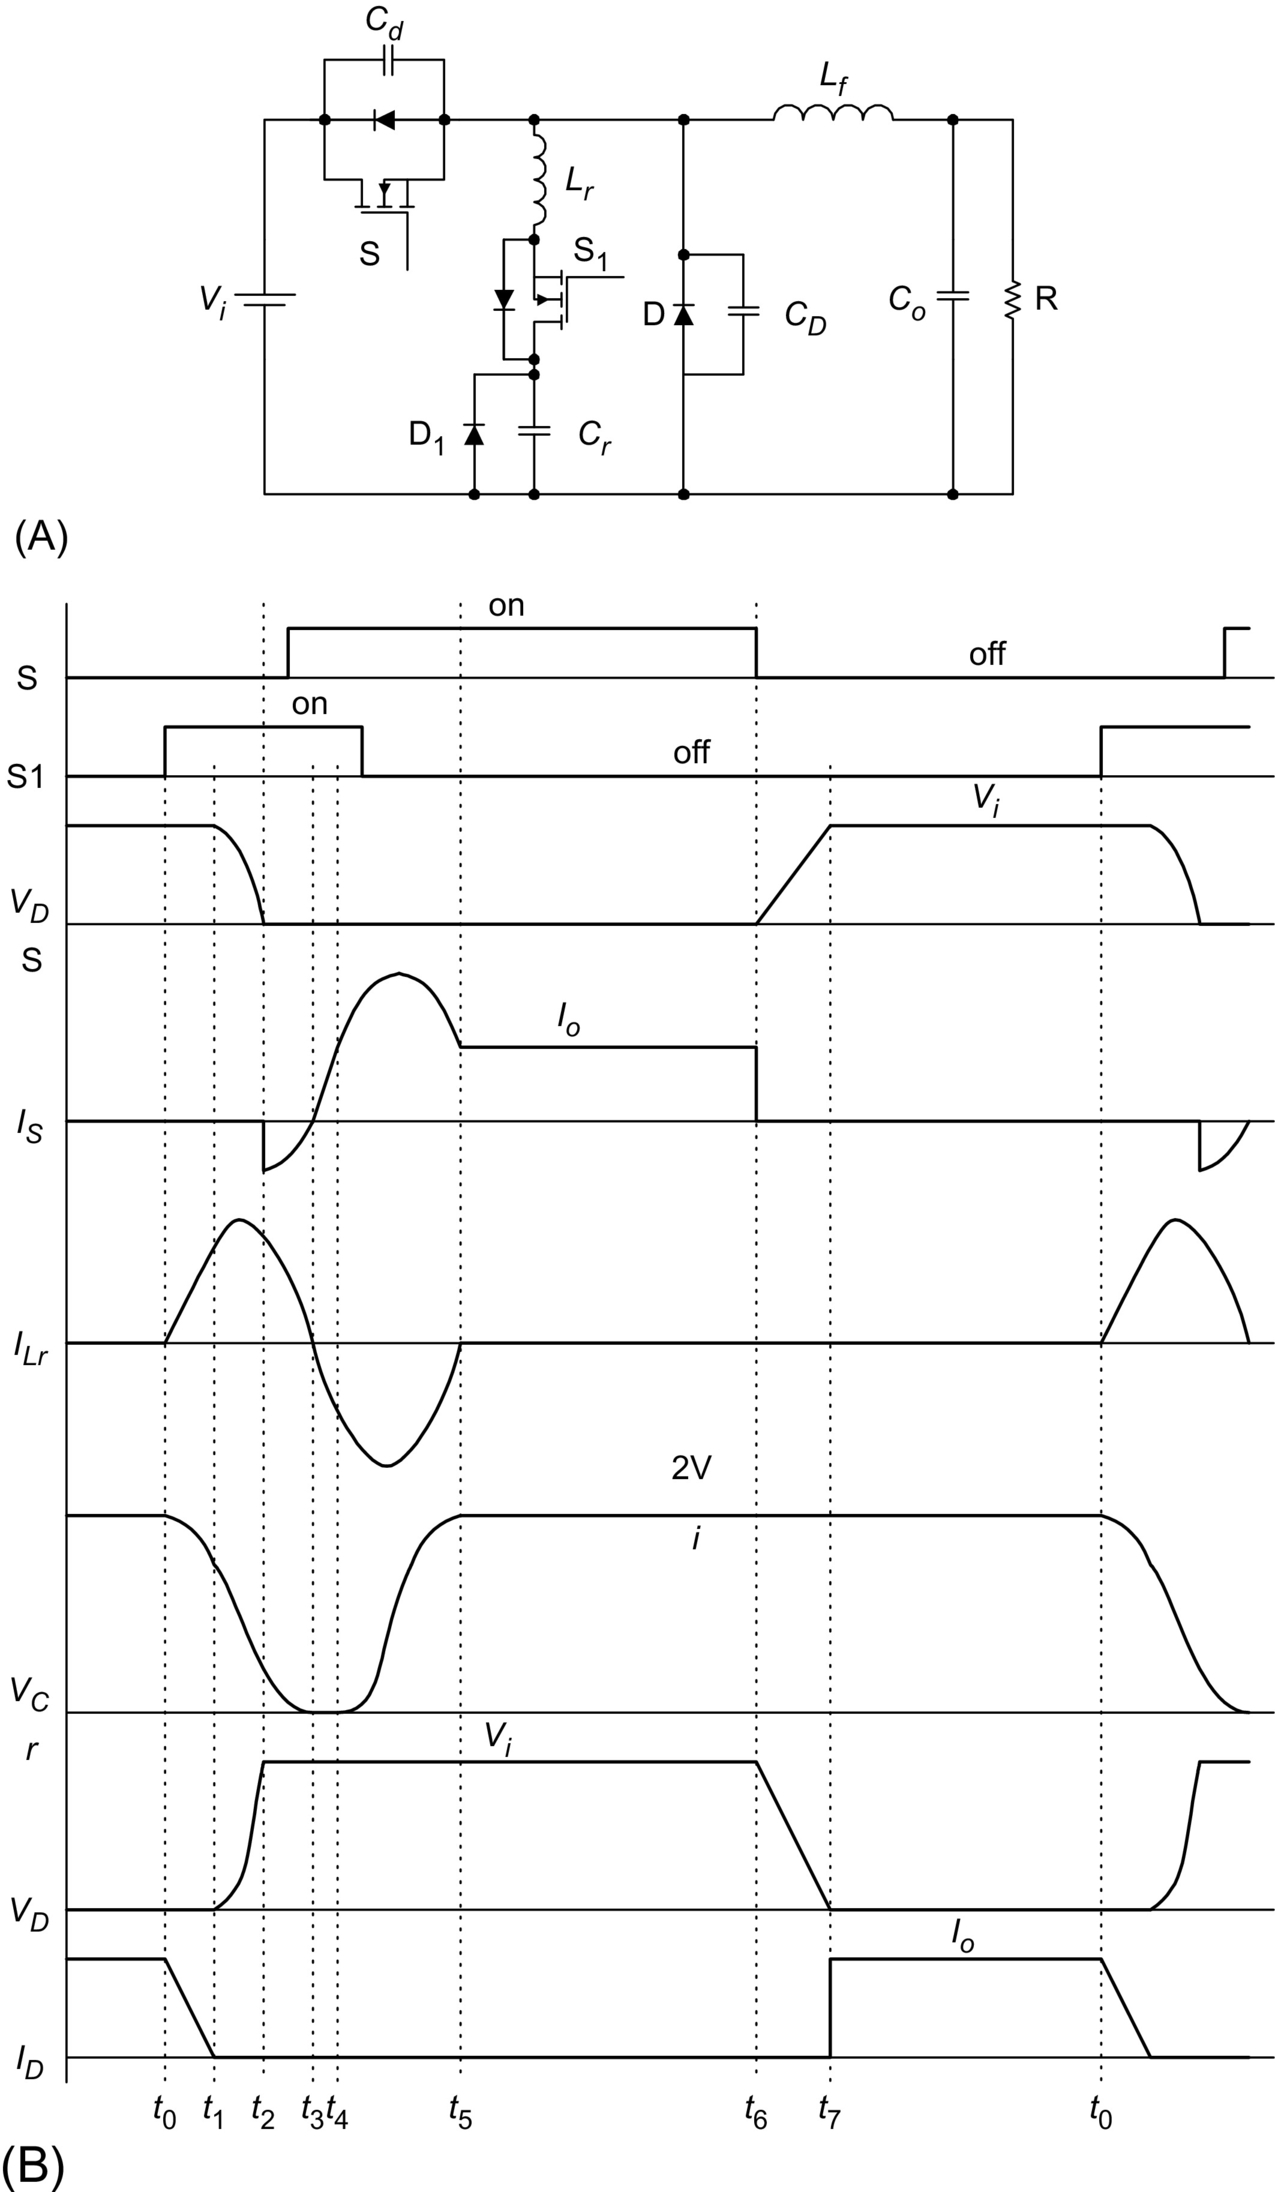 C_d
L_f
L_r
S_1
S
V_i
D
C_D
C_o
R
D_1
C_r
(A)
on
off
S
on
off
S1
V_i
V_D
S
I_o
I_S
I_Lr
2V
i
V_C
r
V_i
V_D
I_o
I_D
t_0 t_1 t_2 t_3 t_4 t_5 t_6 t_7 t_0
(B)